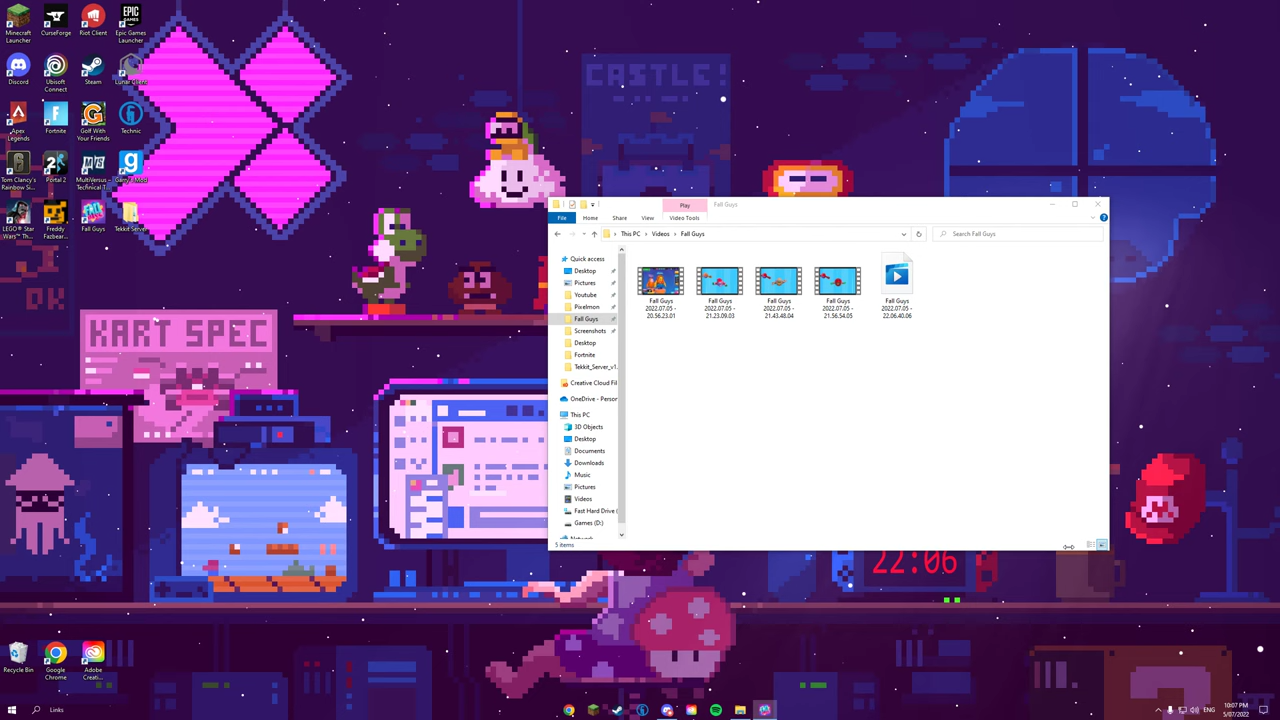 Minecraft Launcher
CurseForge
Riot Client
Epic Games Launcher
Discord
Ubisoft Connect
Steam
Lunar Client
Apex Legends
Fortnite
Golf With Your Friends
Technic
Tom Clancy's Rainbow Si...
Portal 2
MultiVersus - Technical T...
Garry's Mod
LEGO® Star Wars™ Th...
Freddy Fazbear...
Fall Guys
Tekkit Server
CASTLE!
KART SPEC
OK
Play
Fall Guys
File
Home
Share
View
Video Tools
This PC
Videos
Fall Guys
Search Fall Guys
Quick access
Desktop
Pictures
Youtube
Pixelmon
Fall Guys
Screenshots
Desktop
Fortnite
Tekkit_Server_v1.
Creative Cloud Fil
OneDrive - Person
This PC
3D Objects
Desktop
Documents
Downloads
Music
Pictures
Videos
Fast Hard Drive (
Games (D:)
Network
Fall Guys
2022.07.05 -
20.56.23.01
Fall Guys
2022.07.05 -
21.23.09.03
Fall Guys
2022.07.05 -
21.43.48.04
Fall Guys
2022.07.05 -
21.56.54.05
Fall Guys
2022.07.05 -
22.06.40.06
5 items
22:06
Recycle Bin
Google Chrome
Adobe Creati...
Links
ENG
10:07 PM
5/07/2022